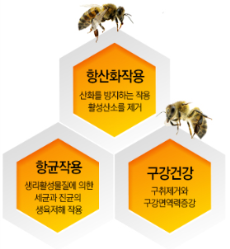 항산화작용
산화를 방지하는 작용
활성산소를 제거
항균작용
생리활성물질에 의한
세균과 진균의
생육저해 작용
구강건강
구취제거와
구강면역력증강